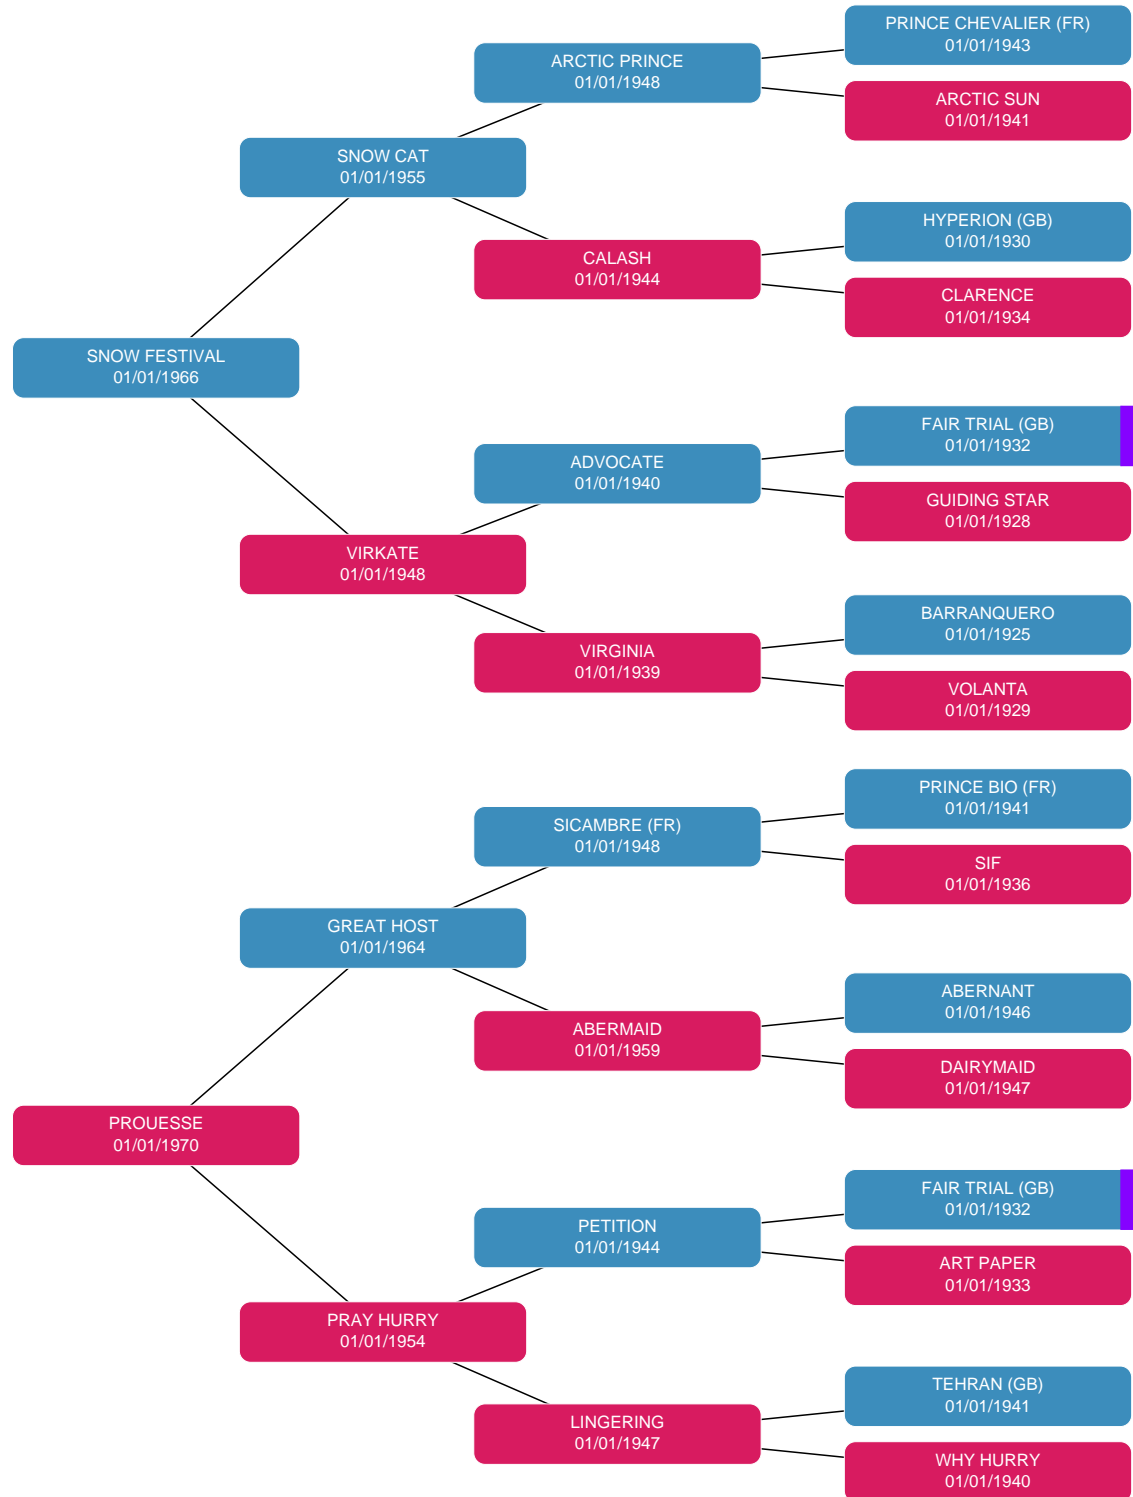 PRINCE CHEVALIER (FR)
01/01/1943
ARCTIC PRINCE
01/01/1948
ARCTIC SUN
01/01/1941
SNOW CAT
01/01/1955
HYPERION (GB)
01/01/1930
CALASH
01/01/1944
CLARENCE
01/01/1934
SNOW FESTIVAL
01/01/1966
FAIR TRIAL (GB)
01/01/1932
ADVOCATE
01/01/1940
GUIDING STAR
01/01/1928
VIRKATE
01/01/1948
BARRANQUERO
01/01/1925
VIRGINIA
01/01/1939
VOLANTA
01/01/1929
PRINCE BIO (FR)
01/01/1941
SICAMBRE (FR)
01/01/1948
SIF
01/01/1936
GREAT HOST
01/01/1964
ABERNANT
01/01/1946
ABERMAID
01/01/1959
DAIRYMAID
01/01/1947
PROUESSE
01/01/1970
FAIR TRIAL (GB)
01/01/1932
PETITION
01/01/1944
ART PAPER
01/01/1933
PRAY HURRY
01/01/1954
TEHRAN (GB)
01/01/1941
LINGERING
01/01/1947
WHY HURRY
01/01/1940